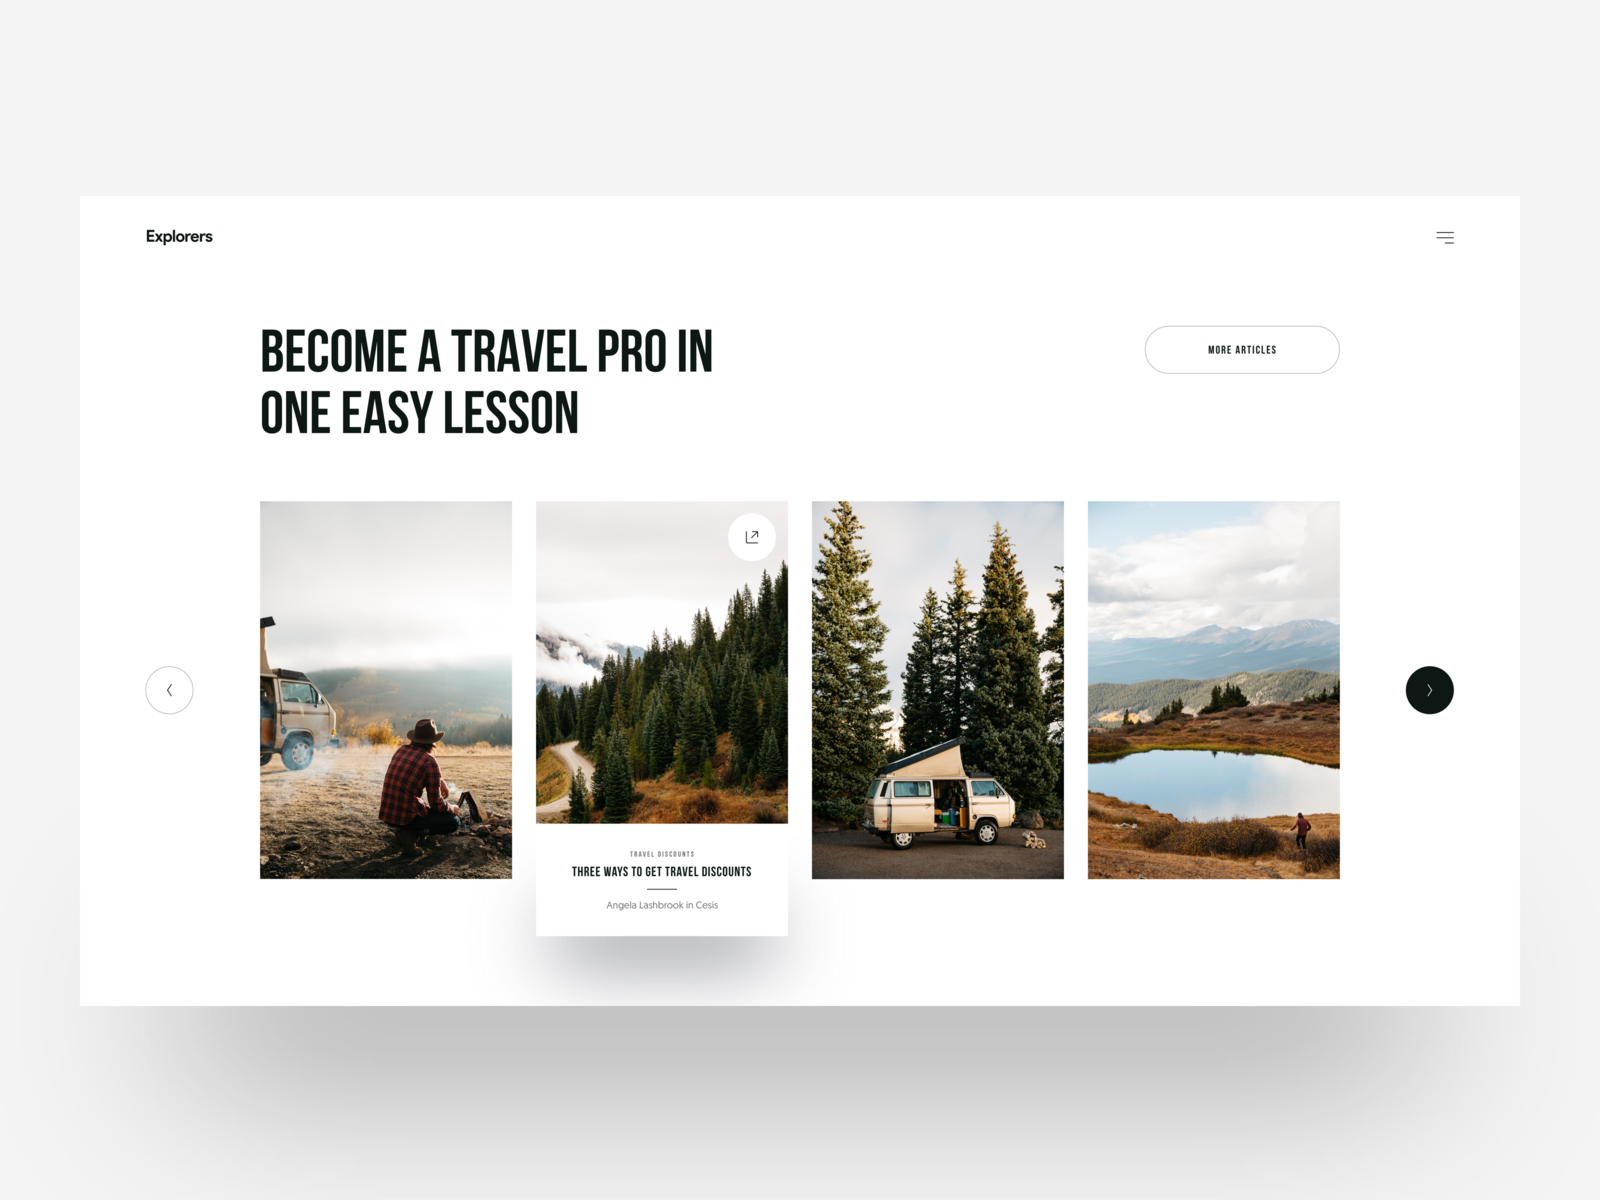 Explorers
BECOME A TRAVEL PRO IN
ONE EASY LESSON
MORE ARTICLES
TRAVEL DISCOUNTS
THREE WAYS TO GET TRAVEL DISCOUNTS
Angela Lashbrook in Cesis